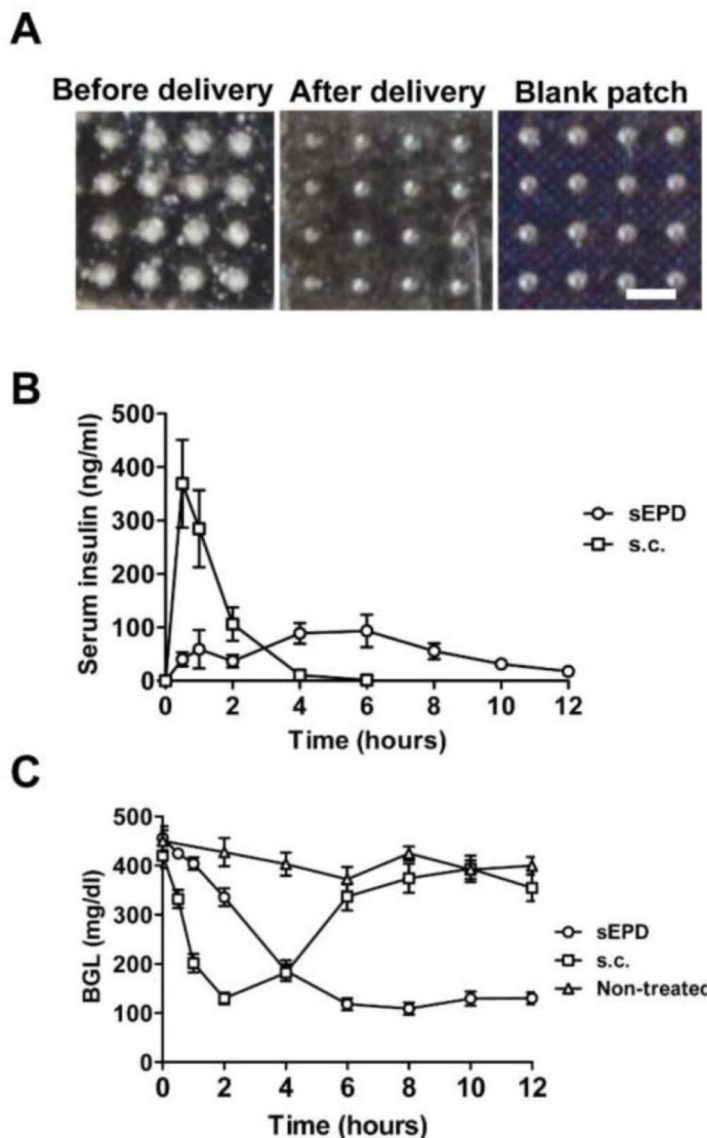 A
Before delivery After delivery Blank patch
B
Serum insulin (ng/ml)
500
400
300
200
100
0
0 2 4 6 8 10 12
Time (hours)
sEPD
s.c.
C
BGL (mg/dl)
500
400
300
200
100
0
0 2 4 6 8 10 12
Time (hours)
sEPD
s.c.
Non-treated